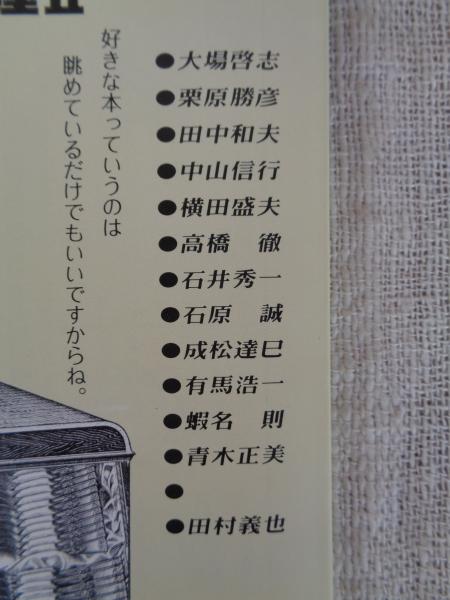 ●大場啓志
●栗原勝彦
●田中和夫
●中山信行
●横田盛夫
●高橋　徹
●石井秀一
●石原　誠
●成松達巳
●有馬浩一
●蝦名　則
●青木正美
●
●田村義也
好きな本っていうのは
眺めているだけでもいいですからね。